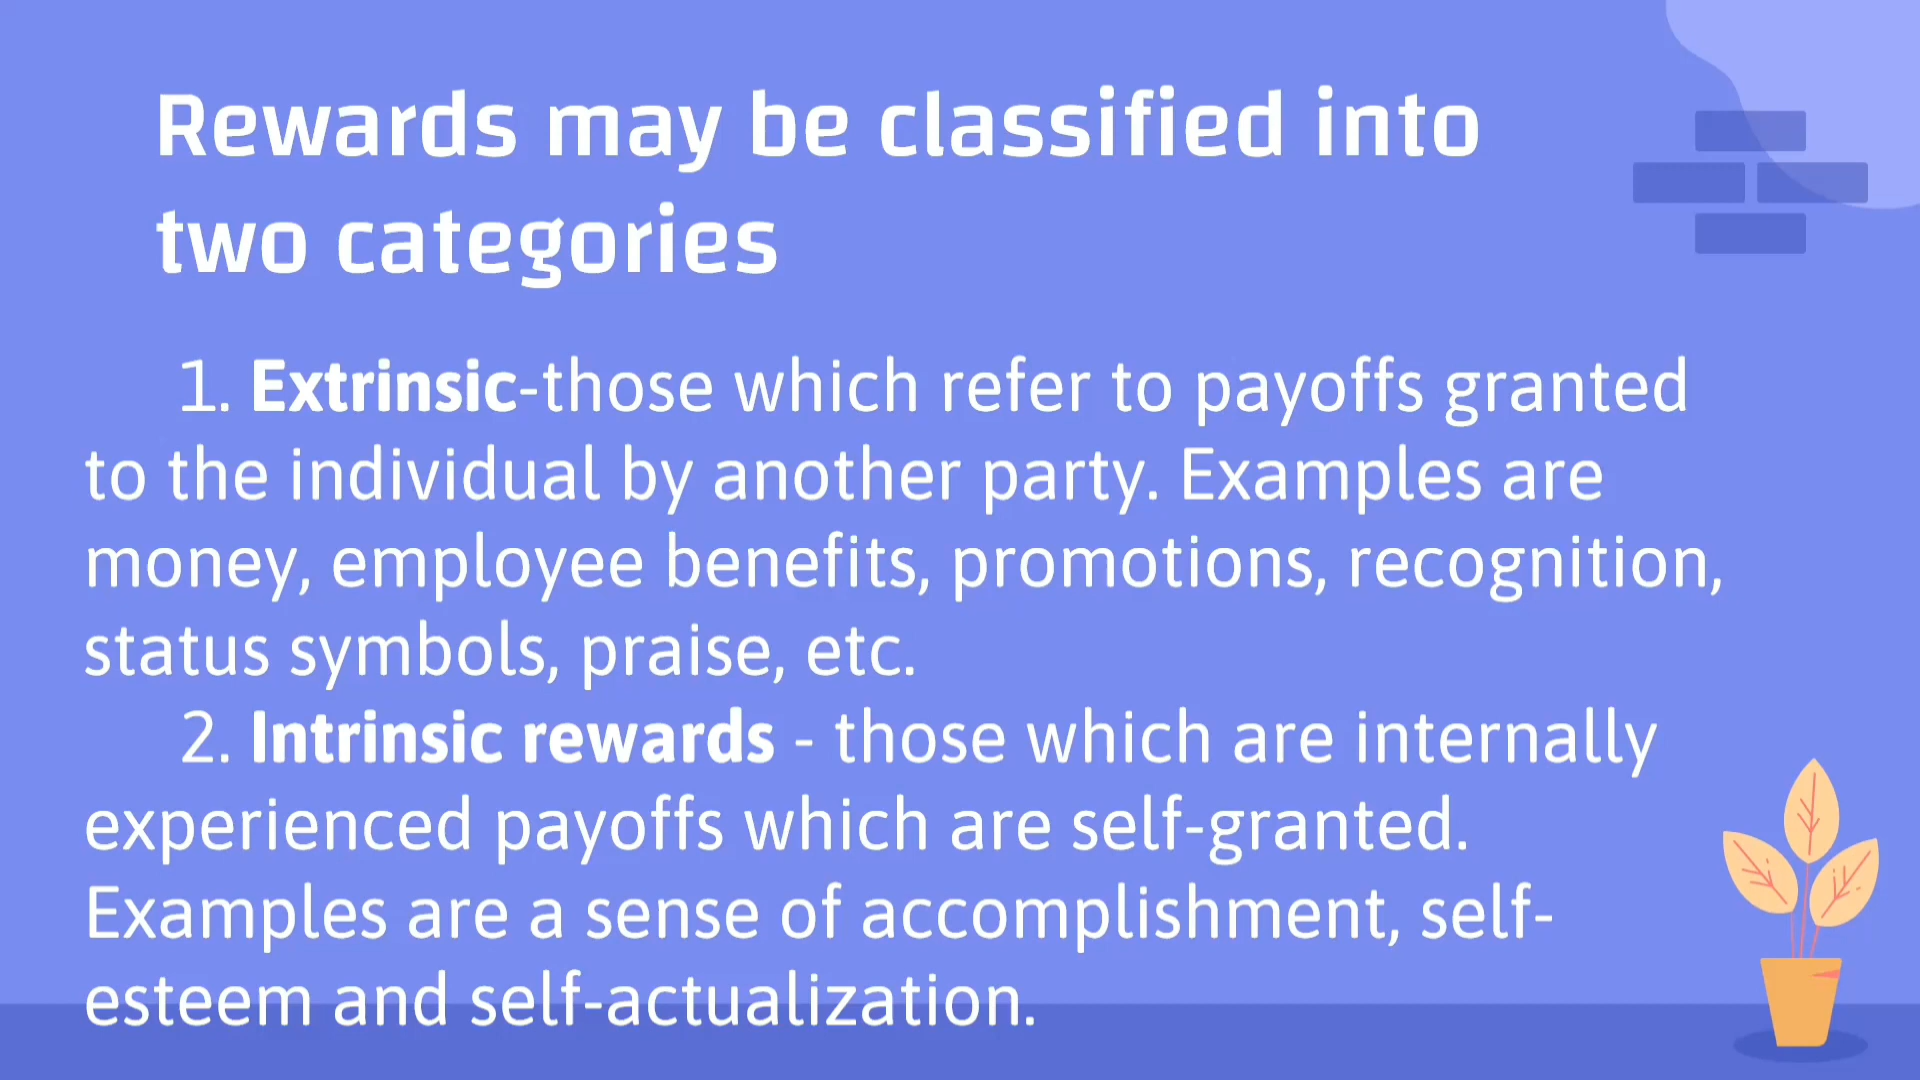 Rewards may be classified into
two categories
1. Extrinsic-those which refer to payoffs granted
to the individual by another party. Examples are
money, employee benefits, promotions, recognition,
status symbols, praise, etc.
2. Intrinsic rewards - those which are internally
experienced payoffs which are self-granted.
Examples are a sense of accomplishment, self-
esteem and self-actualization.